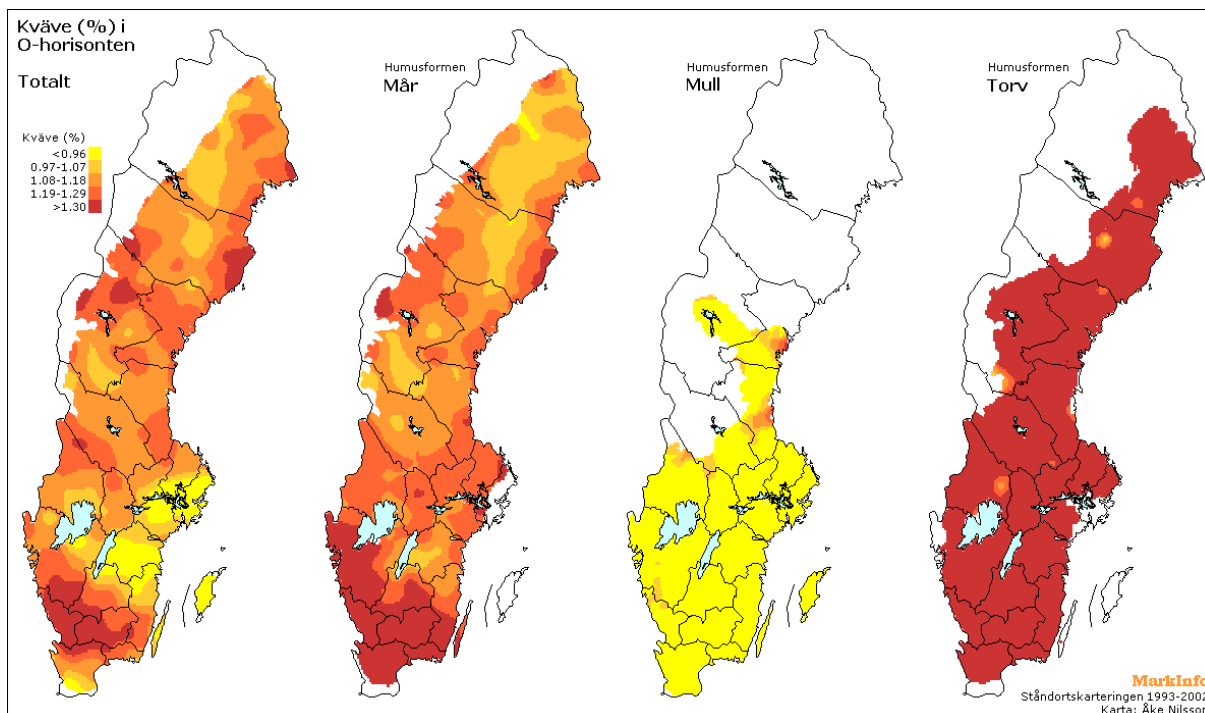 Kväve (%) i
O-horisonten
Totalt
Kväve (%)
<0.96
0.97-1.07
1.08-1.18
1.19-1.29
>1.30
Humusformen
Mår
Humusformen
Mull
Humusformen
Torv
MarkInfo
Ståndortskarteringen 1993-2002
Karta: Åke Nilsson